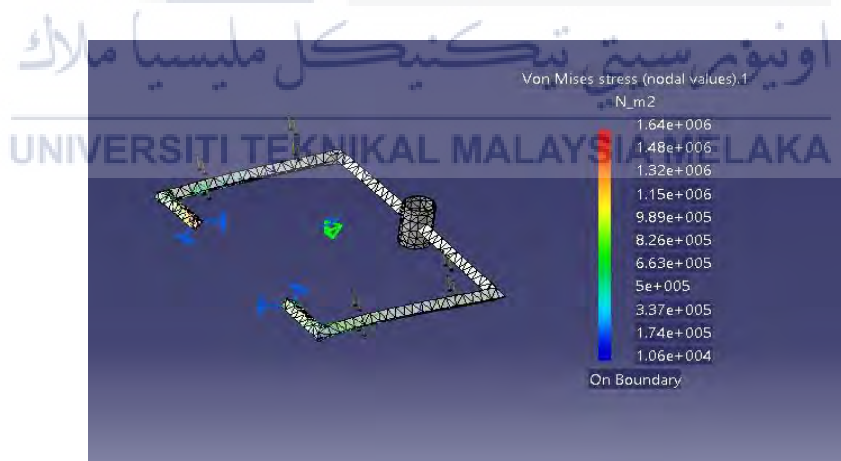 اونيۏرسيتي تيكنيكل مليسيا ملاك
Von Mises stress (nodal values).1
N_m2
UNIVERSITI TEKNIKAL MALAYSIA MELAKA
1.64e+006
1.48e+006
1.32e+006
1.15e+006
9.89e+005
8.26e+005
6.63e+005
5e+005
3.37e+005
1.74e+005
1.06e+004
On Boundary